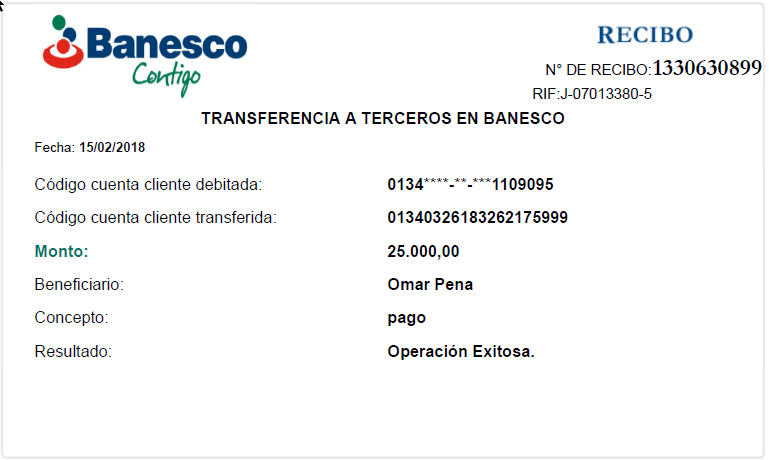 Banesco
Contigo
RECIBO
N° DE RECIBO:1330630899
RIF:J-07013380-5
TRANSFERENCIA A TERCEROS EN BANESCO
Fecha: 15/02/2018
Código cuenta cliente debitada: 0134****-**-***1109095
Código cuenta cliente transferida: 01340326183262175999
Monto: 25.000,00
Beneficiario: Omar Pena
Concepto: pago
Resultado: Operación Exitosa.